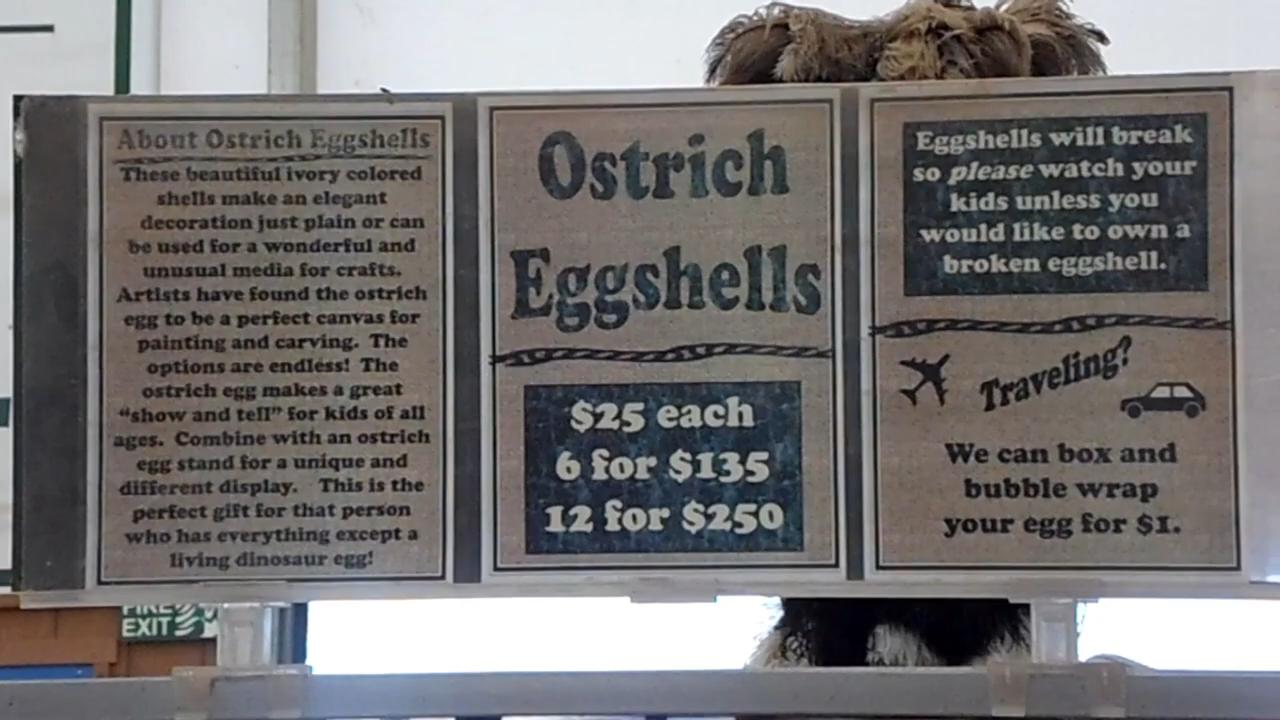 About Ostrich Eggshells
These beautiful ivory colored
shells make an elegant
decoration just plain or can
be used for a wonderful and
unusual media for crafts.
Artists have found the ostrich
egg to be a perfect canvas for
painting and carving. The
options are endless! The
ostrich egg makes a great
“show and tell” for kids of all
ages. Combine with an ostrich
egg stand for a unique and
different display. This is the
perfect gift for that person
who has everything except a
living dinosaur egg!
Ostrich
Eggshells
$25 each
6 for $135
12 for $250
Eggshells will break
so please watch your
kids unless you
would like to own a
broken eggshell.
Traveling?
We can box and
bubble wrap
your egg for $1.
FIRE
EXIT